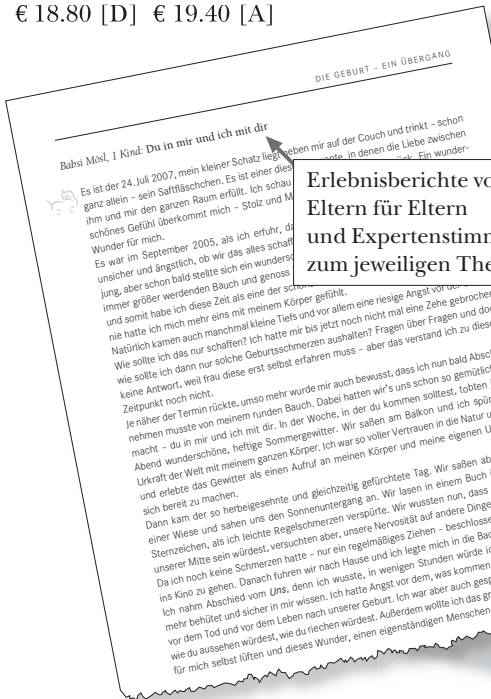 € 18.80 [D]  € 19.40 [A]
DIE GEBURT – EIN ÜBERGANG
Babsi Mösl, 1 Kind: Du in mir und ich mit dir
Es ist der 24. Juli 2007, mein kleiner Schatz liegt neben mir auf der Couch und trinkt – schon
ganz allein – sein Saftfläschchen. Es ist einer dieser in denen die Liebe zwischen
ihm und mir den ganzen Raum erfüllt. Ich schau Ein wunder-
schönes Gefühl überkommt mich – Stolz und
Wunder für mich.
Es war im September 2005, als ich erfuhr,
unsicher und ängstlich, ob wir das alles
jung, aber schon bald stellte sich ein
immer größer werdenden Bauch und genoss
und somit habe ich diese Zeit als eine der
nie hatte ich mich mehr eins mit meinem Körper gefühlt.
Natürlich kamen auch manchmal kleine Tiefs und vor allem eine riesige Angst vor der
Wie sollte ich das nur schaffen? Ich hatte mir bis jetzt noch nicht mal eine Zehe gebrochen
wie sollte ich dann nur solche Geburtsschmerzen aushalten? Fragen über Fragen und
keine Antwort, weil frau diese erst selbst erfahren muss – aber das verstand ich zu
Zeitpunkt noch nicht.
Je näher der Termin rückte, umso mehr wurde mir auch bewusst, dass ich nun bald
nehmen musste von meinem runden Bauch. Dabei hatten wir's uns schon so gemütlich
macht – du in mir und ich mit dir. In der Woche, in der du kommen solltest, tobten
Abend wunderschöne, heftige Sommergewitter. Wir saßen am Balkon und ich
Urkraft der Welt mit meinem ganzen Körper. Ich war so voller Vertrauen in die Natur
und erlebte das Gewitter als einen Aufruf an meinen Körper und meine eigenen
sich bereit zu machen.
Dann kam der so herbeigesehnte und gleichzeitig gefürchtete Tag. Wir saßen
einer Wiese und sahen uns den Sonnenuntergang an. Wir lasen in einem Buch
Sternzeichen, als ich leichte Regelschmerzen verspürte. Wir wussten nun, dass
unserer Mitte sein würdest, versuchten aber, unsere Nervosität auf andere Dinge
Da ich noch keine Schmerzen hatte – nur ein regelmäßiges Ziehen –
ins Kino zu gehen. Danach fuhren wir nach Hause und ich legte mich in die
Ich nahm Abschied vom Uns, denn ich wusste, in wenigen Stunden würde
mehr behütet und sicher in mir wissen. Ich hatte Angst vor dem, was kommen
vor dem Tod und vor dem Leben nach unserer Geburt. Ich war aber auch
wie du aussehen würdest, wie du riechen würdest. Außerdem wollte ich das
für mich selbst lüften und dieses Wunder, einen eigenständigen Menschen
Erlebnisberichte
Eltern für Eltern
und
zum jeweiligen